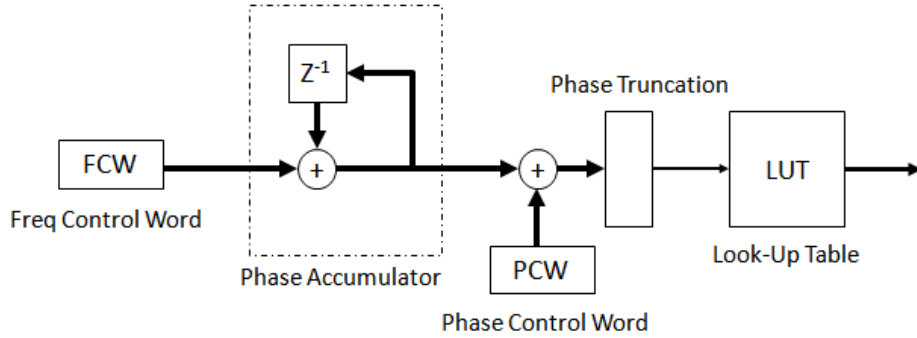 Z⁻¹
Phase Truncation
FCW
+
+
LUT
Freq Control Word
Look-Up Table
Phase Accumulator
PCW
Phase Control Word